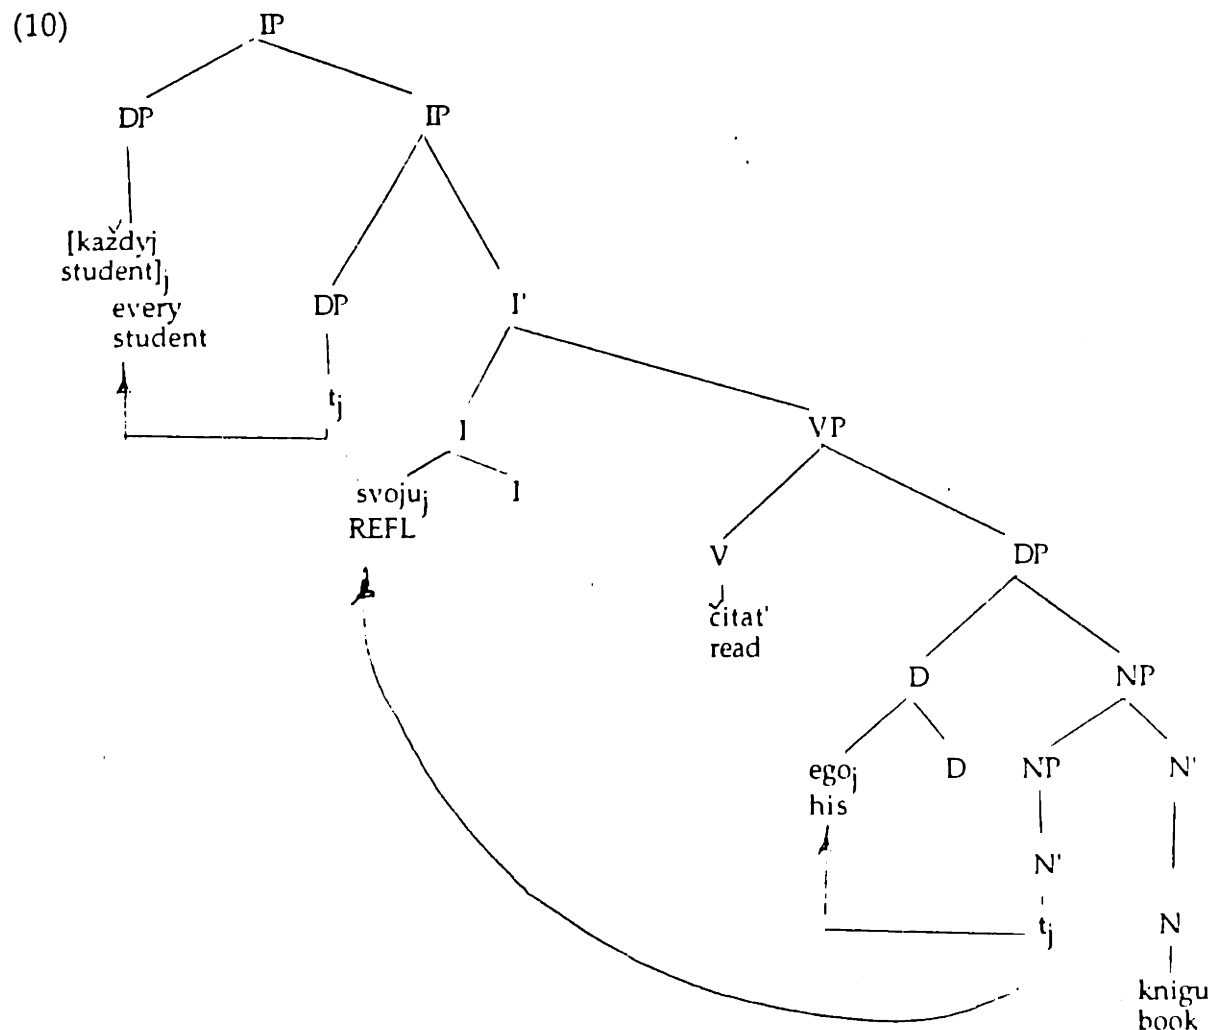 (10)
IP
DP IP
[každyj
student]j
every
student
DP I'
tj
I VP
svojuj I
REFL
V DP
čitat'
read
D NP
egoj D NP N'
his
N'
tj N
knigu
book